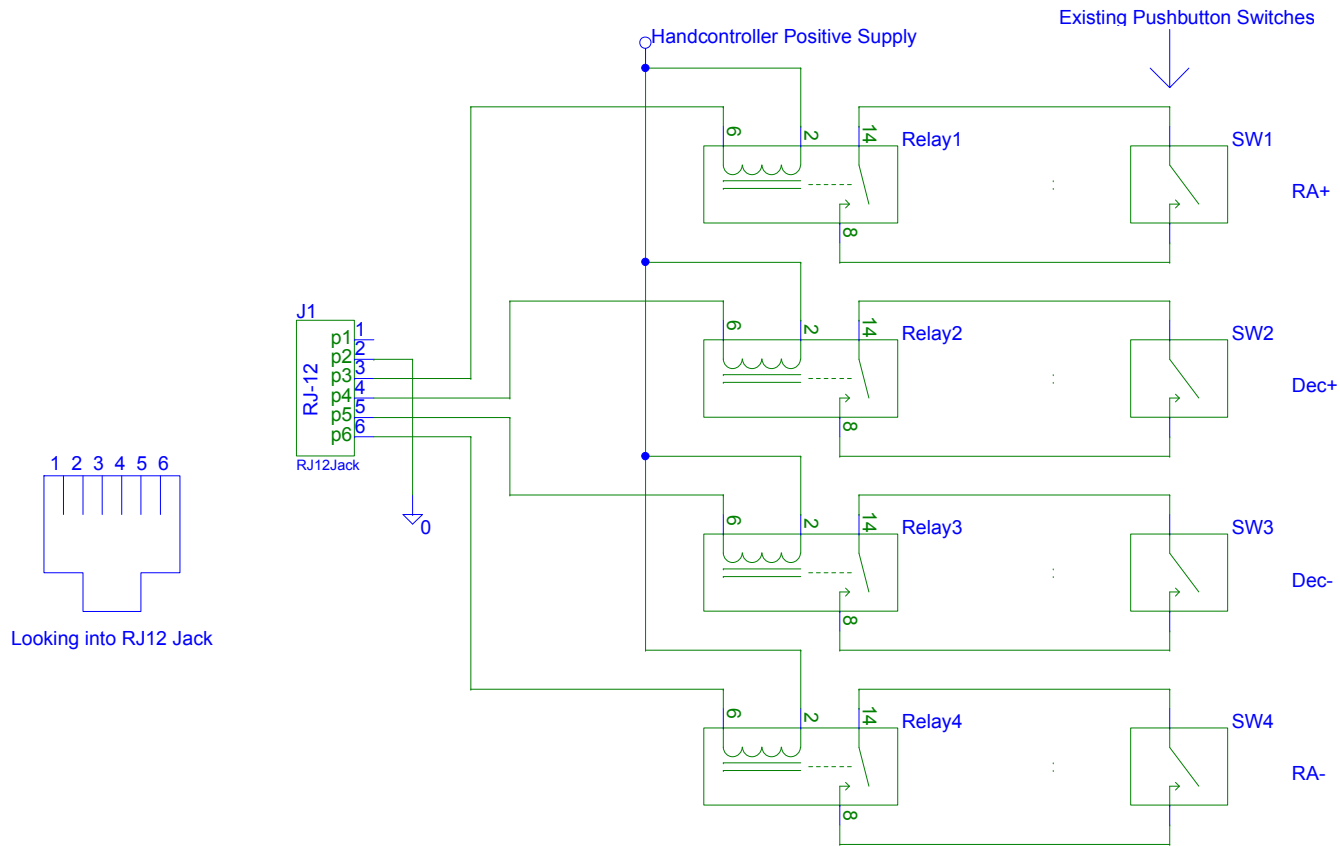 Existing Pushbutton Switches
Handcontroller Positive Supply
6
2
14
Relay1
SW1
RA+
8
6
2
14
Relay2
SW2
Dec+
8
J1
p1 1
p2 2
p3 3
p4 4
p5 5
p6 6
RJ-12
RJ12Jack
0
1 2 3 4 5 6
Looking into RJ12 Jack
6
2
14
Relay3
SW3
Dec-
8
6
2
14
Relay4
SW4
RA-
8